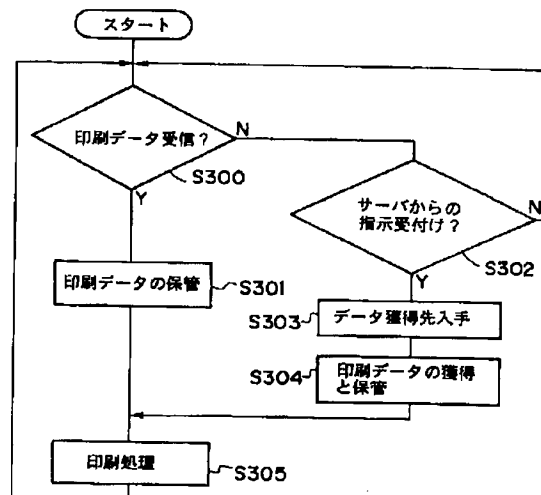 スタート
印刷データ受信？
N
S300
Y
サーバからの
指示受付け？
N
S302
Y
印刷データの保管
S301
S303
データ獲得先入手
S304
印刷データの獲得
と保管
印刷処理
S305